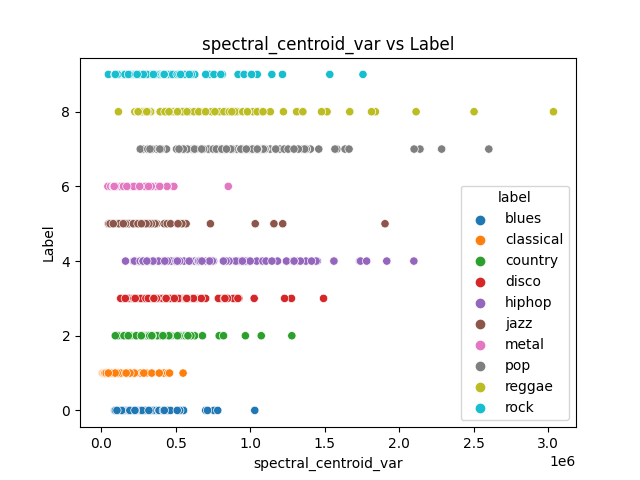 spectral_centroid_var vs Label
Label
8
6
4
2
0
label
blues
classical
country
disco
hiphop
jazz
metal
pop
reggae
rock
0.0 0.5 1.0 1.5 2.0 2.5 3.0
1e6
spectral_centroid_var